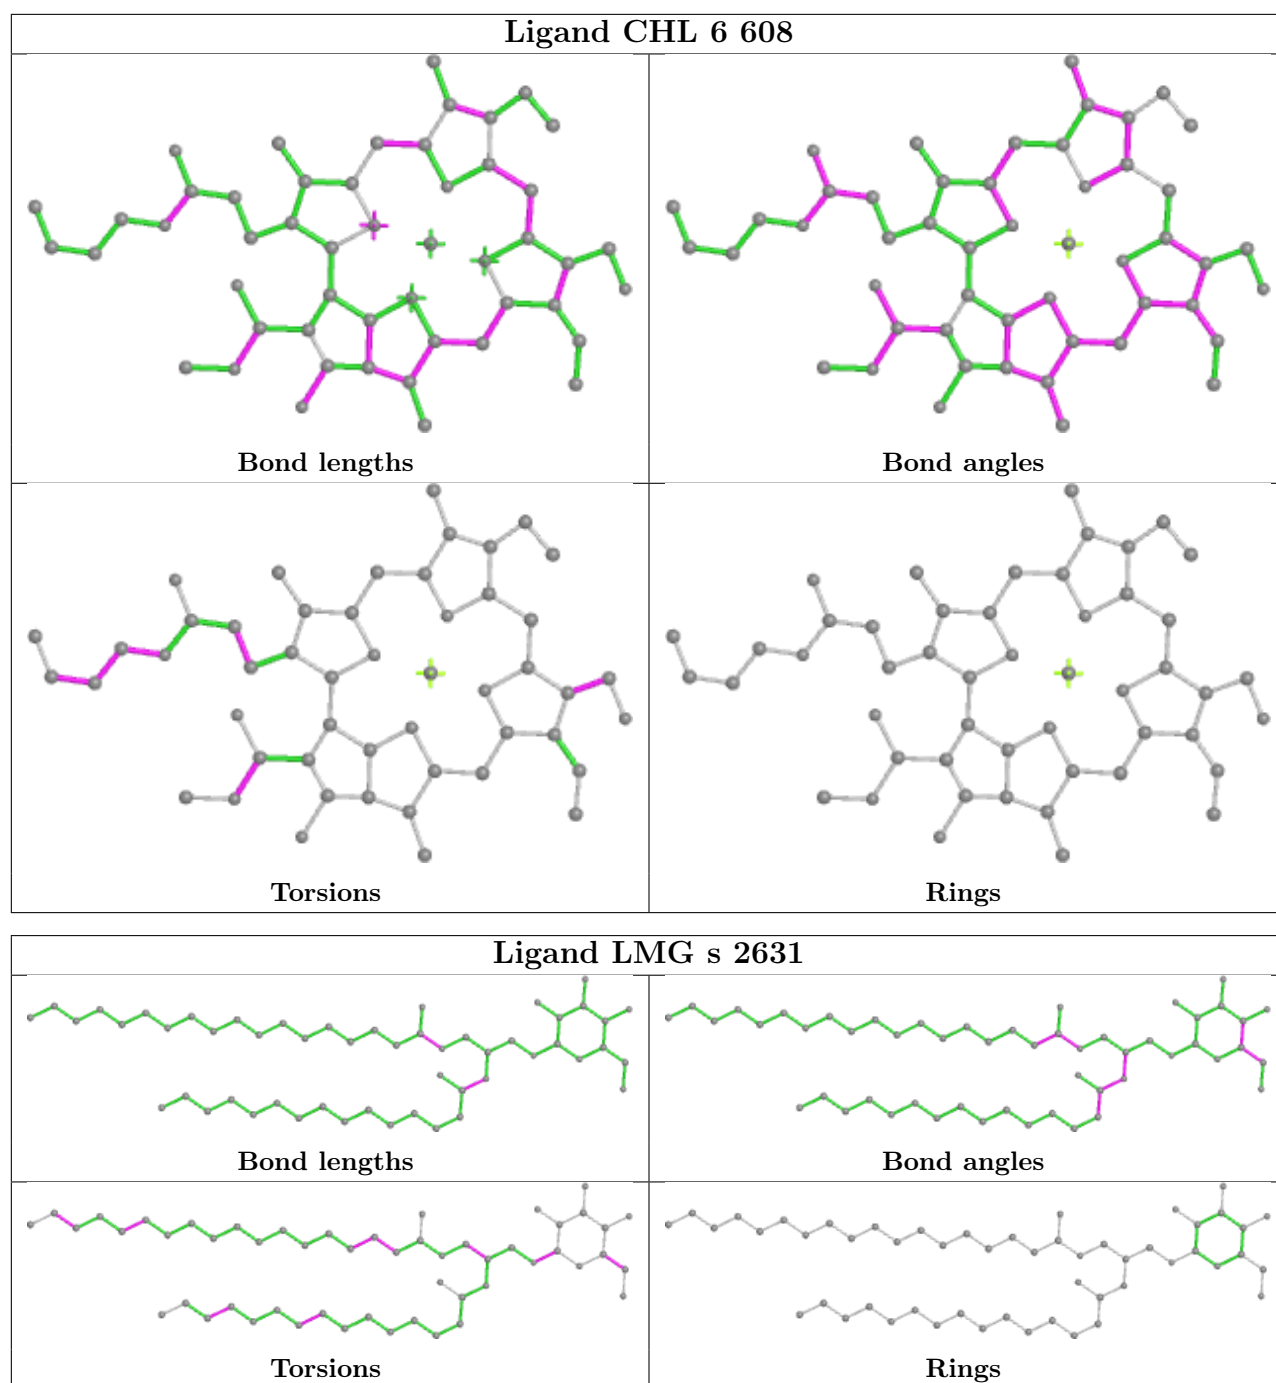 Ligand CHL 6 608
Bond lengths
Bond angles
Torsions
Rings
Ligand LMG s 2631
Bond lengths
Bond angles
Torsions
Rings